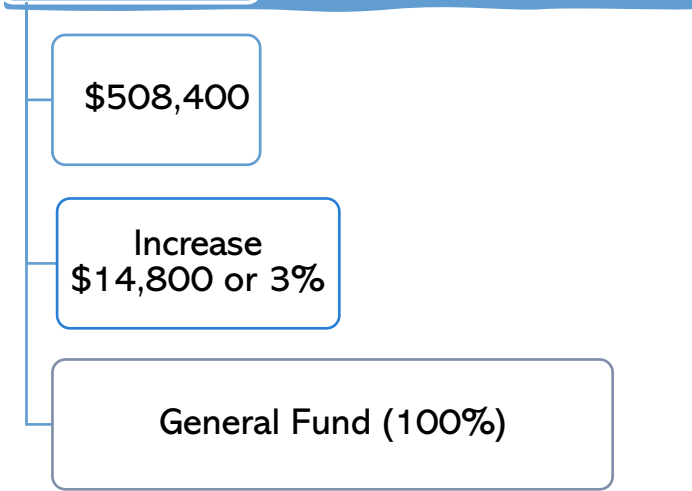 $508,400
Increase
$14,800 or 3%
General Fund (100%)